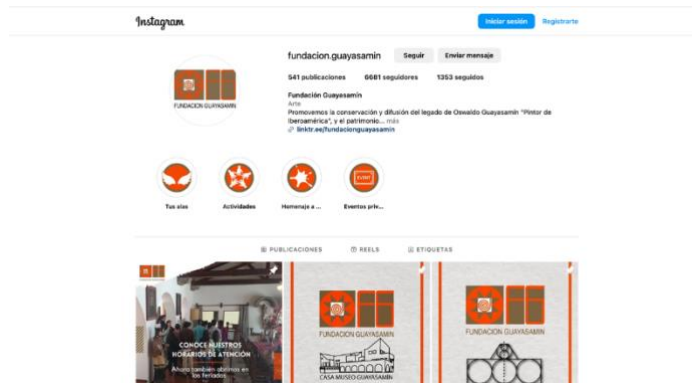 Instagram
Iniciar sesión
Regístrarte
fundacion.guayasamin
Seguir
Enviar mensaje
541 publicaciones 6681 seguidores 1353 seguidos
Fundación Guayasamín
Arte
Promovemos la conservación y difusión del legado de Oswaldo Guayasamín "Pintor de
Iberoamérica", y el patrimonio... más
linktr.ee/fundacionguayasamin
FUNDACION GUAYASAMIN
Tus alas
Actividades
Homenaje a ...
EVENT
Eventos priv...
PUBLICACIONES
REELS
ETIQUETAS
CONOCE NUESTROS
HORARIOS DE ATENCIÓN
Ahora también abrimos en
los feriados.
FUNDACION GUAYASAMIN
CASA MUSEO GUAYASAMIN
FUNDACION GUAYASAMIN